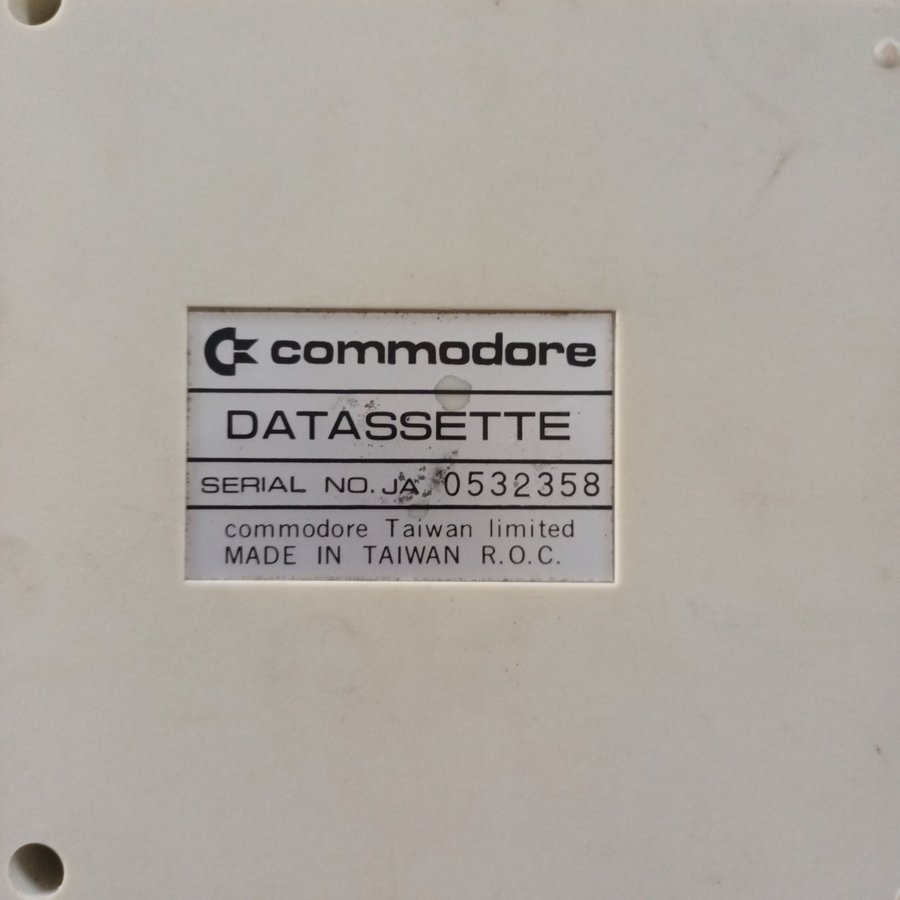 commodore
DATASSETTE
SERIAL NO. JA 0532358
commodore Taiwan limited
MADE IN TAIWAN R.O.C.